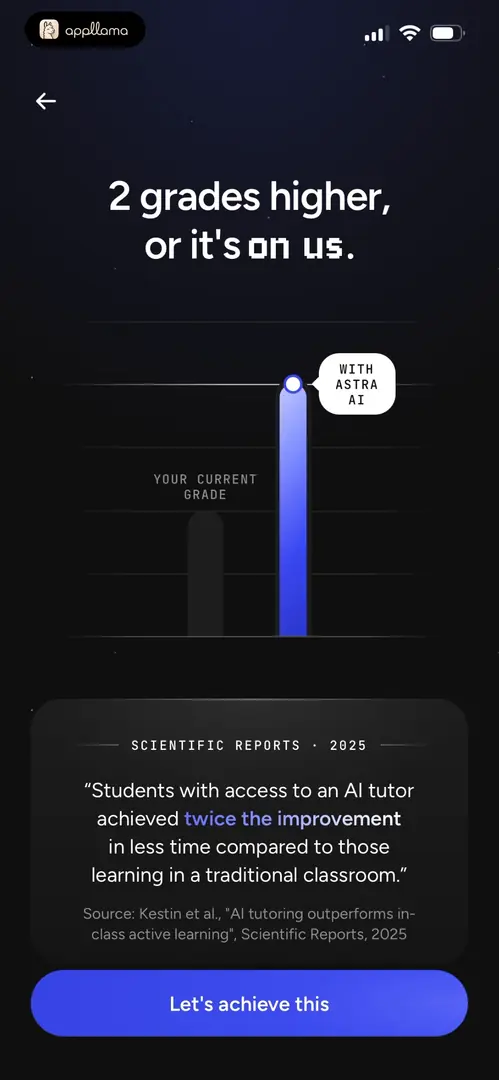 appllama
2 grades higher,
or it's on us.
WITH
ASTRA
AI
YOUR CURRENT
GRADE
SCIENTIFIC REPORTS · 2025
“Students with access to an AI tutor
achieved twice the improvement
in less time compared to those
learning in a traditional classroom.”
Source: Kestin et al., "AI tutoring outperforms in-
class active learning", Scientific Reports, 2025
Let's achieve this